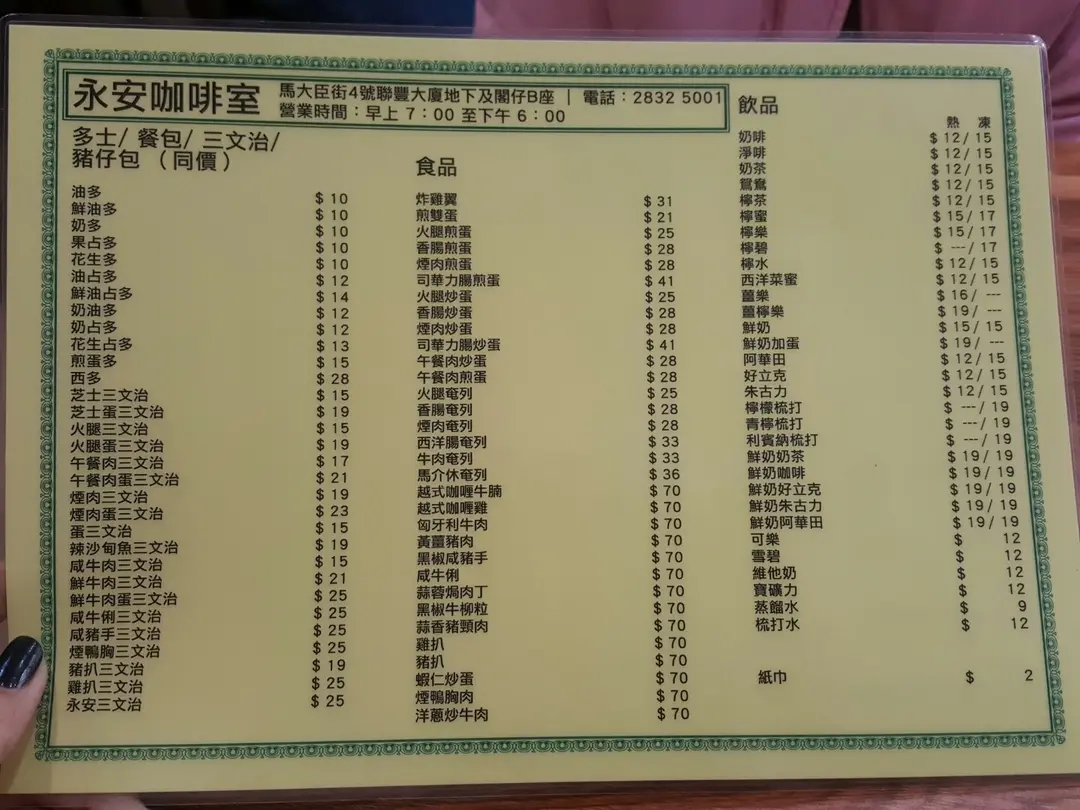 永安咖啡室
馬大臣街4號聯豐大廈地下及閣仔B座 | 電話：2832 5001
營業時間：早上 7：00 至下午 6：00
多士/ 餐包/ 三文治/
豬仔包 （同價）
油多 $ 10
鮮油多 $ 10
奶多 $ 10
果占多 $ 10
花生多 $ 10
油占多 $ 12
鮮油占多 $ 14
奶油多 $ 12
奶占多 $ 12
花生占多 $ 13
煎蛋多 $ 15
西多 $ 28
芝士三文治 $ 15
芝士蛋三文治 $ 19
火腿三文治 $ 15
火腿蛋三文治 $ 19
午餐肉三文治 $ 17
午餐肉蛋三文治 $ 21
煙肉三文治 $ 19
煙肉蛋三文治 $ 23
蛋三文治 $ 15
辣沙甸魚三文治 $ 19
咸牛肉三文治 $ 15
鮮牛肉三文治 $ 21
鮮牛肉蛋三文治 $ 25
咸牛俐三文治 $ 25
咸豬手三文治 $ 25
煙鴨胸三文治 $ 25
豬扒三文治 $ 19
雞扒三文治 $ 25
永安三文治 $ 25
食品
炸雞翼 $ 31
煎雙蛋 $ 21
火腿煎蛋 $ 25
香腸煎蛋 $ 28
煙肉煎蛋 $ 28
司華力腸煎蛋 $ 41
火腿炒蛋 $ 25
香腸炒蛋 $ 28
煙肉炒蛋 $ 28
司華力腸炒蛋 $ 41
午餐肉炒蛋 $ 28
午餐肉煎蛋 $ 28
火腿奄列 $ 25
香腸奄列 $ 28
煙肉奄列 $ 28
西洋腸奄列 $ 33
牛肉奄列 $ 33
馬介休奄列 $ 36
越式咖喱牛腩 $ 70
越式咖喱雞 $ 70
匈牙利牛肉 $ 70
黃薑豬肉 $ 70
黑椒咸豬手 $ 70
咸牛俐 $ 70
蒜蓉焗肉丁 $ 70
黑椒牛柳粒 $ 70
蒜香豬頸肉 $ 70
雞扒 $ 70
豬扒 $ 70
蝦仁炒蛋 $ 70
煙鴨胸肉 $ 70
洋蔥炒牛肉 $ 70
飲品
熱 凍
奶啡 $ 12/ 15
淨啡 $ 12/ 15
奶茶 $ 12/ 15
鴛鴦 $ 12/ 15
檸茶 $ 12/ 15
檸蜜 $ 15/ 17
檸樂 $ 15/ 17
檸碧 $ ---/ 17
檸水 $ 12/ 15
西洋菜蜜 $ 12/ 15
薑樂 $ 16/ ---
薑檸樂 $ 19/ ---
鮮奶 $ 15/ 15
鮮奶加蛋 $ 19/ ---
阿華田 $ 12/ 15
好立克 $ 12/ 15
朱古力 $ 12/ 15
檸檬梳打 $ ---/ 19
青檸梳打 $ ---/ 19
利賓納梳打 $ ---/ 19
鮮奶奶茶 $ 19/ 19
鮮奶咖啡 $ 19/ 19
鮮奶好立克 $ 19/ 19
鮮奶朱古力 $ 19/ 19
鮮奶阿華田 $ 19/ 19
可樂 $ 12
雪碧 $ 12
維他奶 $ 12
寶礦力 $ 12
蒸餾水 $ 9
梳打水 $ 12
紙巾 $ 2